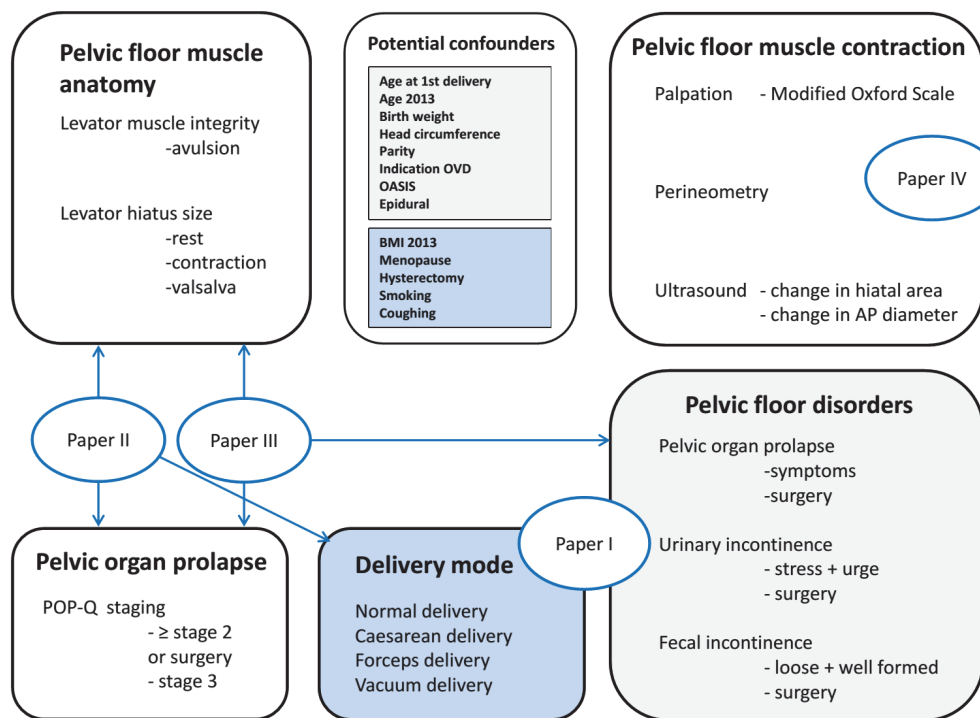 Pelvic floor muscle
anatomy
Levator muscle integrity
-avulsion
Levator hiatus size
-rest
-contraction
-valsalva
Potential confounders
Age at 1st delivery
Age 2013
Birth weight
Head circumference
Parity
Indication OVD
OASIS
Epidural
BMI 2013
Menopause
Hysterectomy
Smoking
Coughing
Pelvic floor muscle contraction
Palpation - Modified Oxford Scale
Paper IV
Perineometry
Ultrasound - change in hiatal area
- change in AP diameter
Paper II
Paper III
Pelvic organ prolapse
POP-Q staging
- ≥ stage 2
or surgery
- stage 3
Delivery mode
Normal delivery
Caesarean delivery
Forceps delivery
Vacuum delivery
Paper I
Pelvic floor disorders
Pelvic organ prolapse
-symptoms
-surgery
Urinary incontinence
- stress + urge
- surgery
Fecal incontinence
- loose + well formed
- surgery